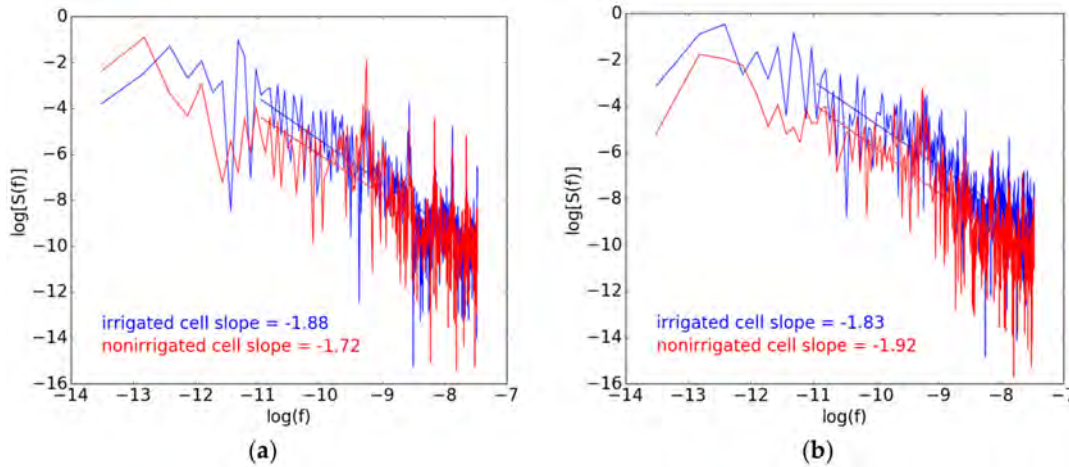 0
−2
−4
−6
−8
−10
−12
−14
−16
log[S(f)]
irrigated cell slope = -1.88
nonirrigated cell slope = -1.72
−14 −13 −12 −11 −10 −9 −8 −7
log(f)
(a)
0
−2
−4
−6
−8
−10
−12
−14
−16
log[S(f)]
irrigated cell slope = -1.83
nonirrigated cell slope = -1.92
−14 −13 −12 −11 −10 −9 −8 −7
log(f)
(b)